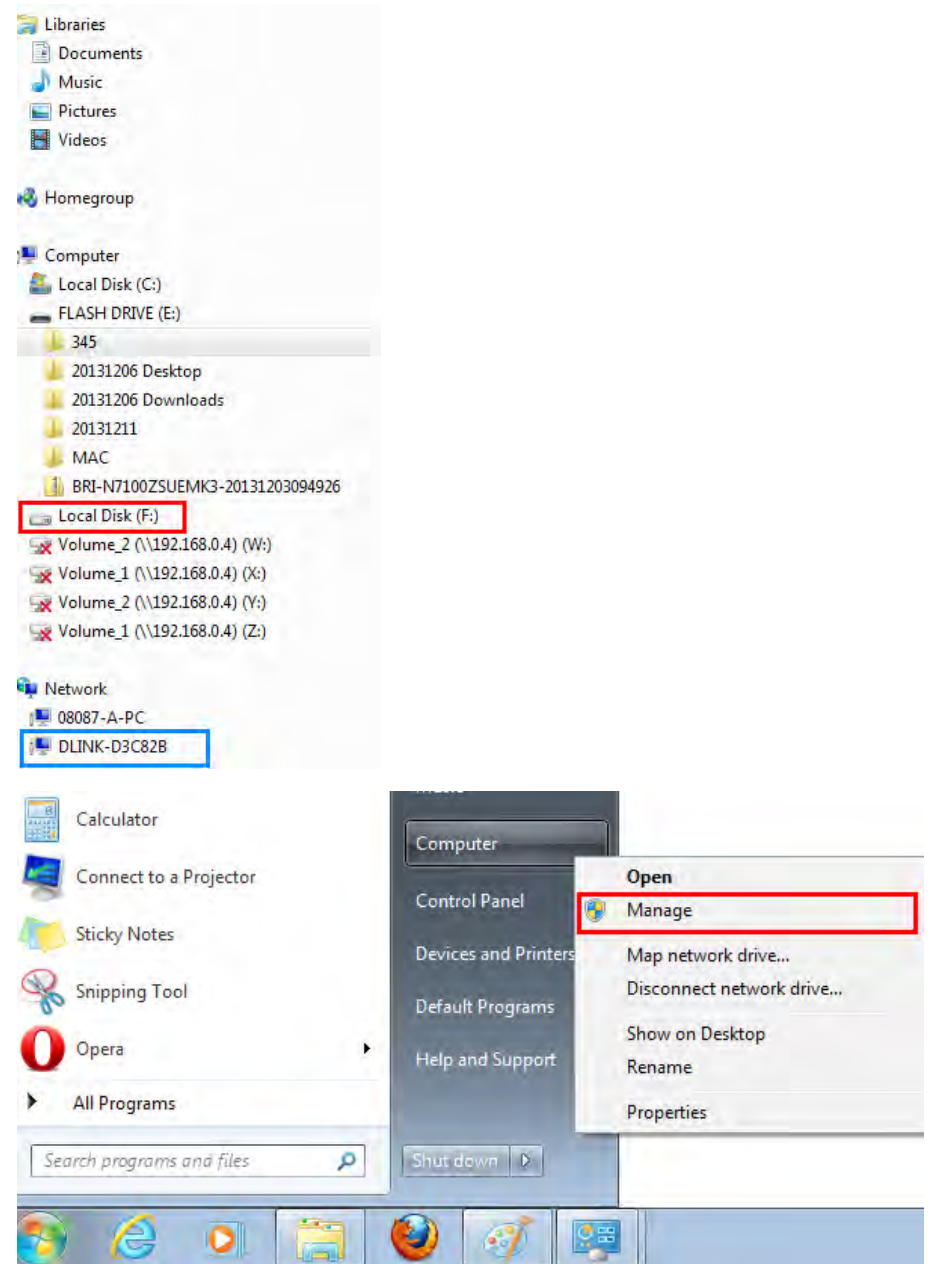 Libraries
Documents
Music
Pictures
Videos
Homegroup
Computer
Local Disk (C:)
FLASH DRIVE (E:)
345
20131206 Desktop
20131206 Downloads
20131211
MAC
BRI-N7100ZSUEMK3-20131203094926
Local Disk (F:)
Volume_2 (\\192.168.0.4) (W:)
Volume_1 (\\192.168.0.4) (X:)
Volume_2 (\\192.168.0.4) (Y:)
Volume_1 (\\192.168.0.4) (Z:)
Network
08087-A-PC
DLINK-D3C82B
Calculator
Connect to a Projector
Sticky Notes
Snipping Tool
Opera
All Programs
Search programs and files
Computer
Control Panel
Devices and Printers
Default Programs
Help and Support
Shut down
Open
Manage
Map network drive...
Disconnect network drive...
Show on Desktop
Rename
Properties